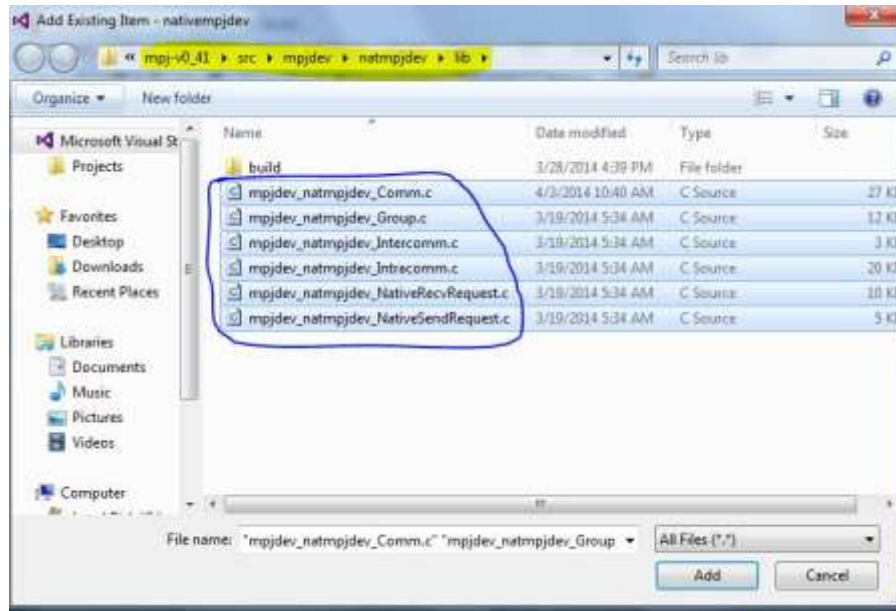 Add Existing Item - nativempjdev
« mpj-v0_41 ▸ src ▸ mpjdev ▸ natmpjdev ▸ lib ▸
Search lib
Organize
New folder
Name
Date modified
Type
Size
Microsoft Visual St
Projects
Favorites
Desktop
Downloads
Recent Places
Libraries
Documents
Music
Pictures
Videos
Computer
build 3/28/2014 4:39 PM File folder
mpjdev_natmpjdev_Comm.c 4/3/2014 10:40 AM C Source 27 K
mpjdev_natmpjdev_Group.c 3/19/2014 5:34 AM C Source 12 K
mpjdev_natmpjdev_Intercomm.c 3/19/2014 5:34 AM C Source 3 K
mpjdev_natmpjdev_Intracomm.c 3/19/2014 5:34 AM C Source 20 K
mpjdev_natmpjdev_NativeRecvRequest.c 3/19/2014 5:34 AM C Source 10 K
mpjdev_natmpjdev_NativeSendRequest.c 3/19/2014 5:34 AM C Source 5 K
File name: "mpjdev_natmpjdev_Comm.c" "mpjdev_natmpjdev_Group
All Files (*.*)
Add
Cancel